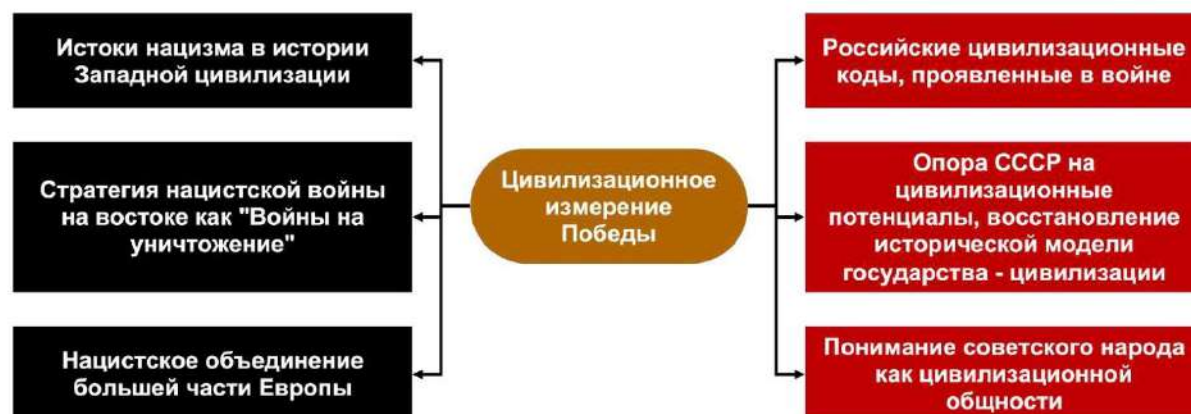 Истоки нацизма в истории
Западной цивилизации
Стратегия нацистской войны
на востоке как "Войны на
уничтожение"
Нацистское объединение
большей части Европы
Цивилизационное
измерение
Победы
Российские цивилизационные
коды, проявленные в войне
Опора СССР на
цивилизационные
потенциалы, восстановление
исторической модели
государства - цивилизации
Понимание советского народа
как цивилизационной
общности